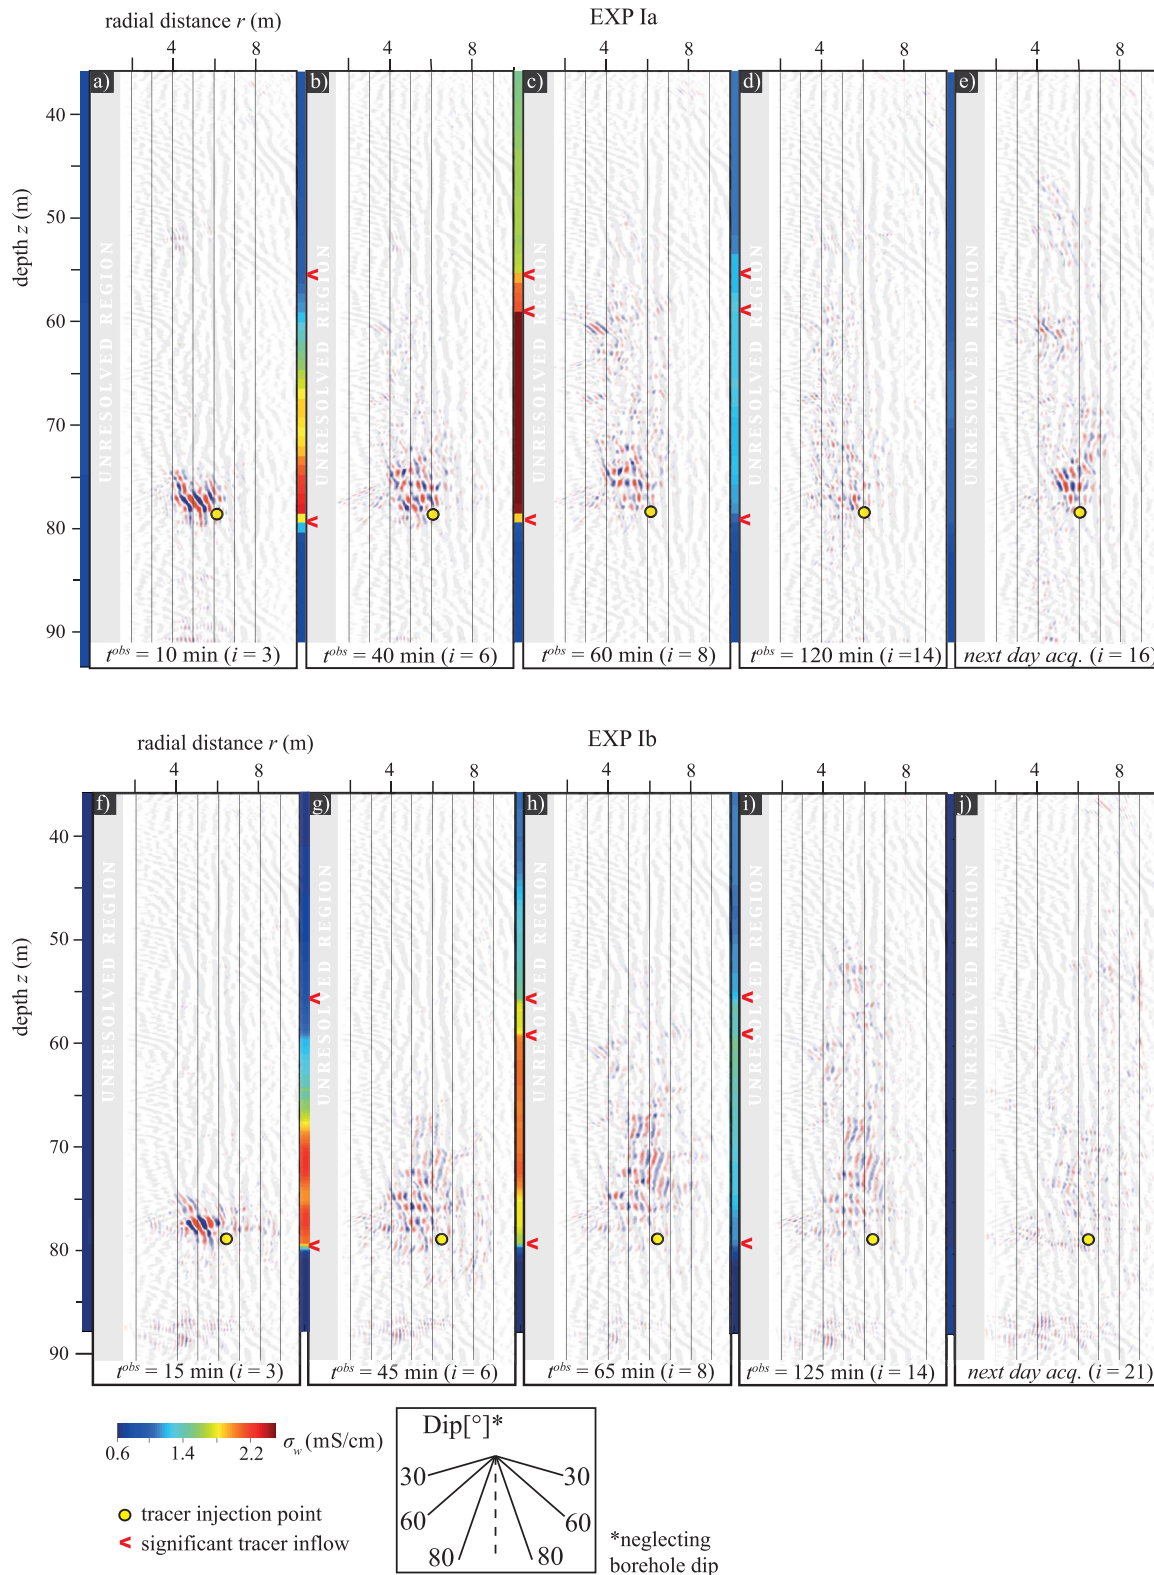 radial distance r (m)
EXP Ia
4 8 4 8 4 8 4 8 4 8
a) b) c) d) e)
40
50
60
70
80
90
depth z (m)
UNRESOLVED REGION
UNRESOLVED REGION
UNRESOLVED REGION
UNRESOLVED REGION
UNRESOLVED REGION
< < < < < <
t^obs = 10 min (i = 3)
t^obs = 40 min (i = 6)
t^obs = 60 min (i = 8)
t^obs = 120 min (i =14)
next day acq. (i = 16)
radial distance r (m)
EXP Ib
4 8 4 8 4 8 4 8 4 8
f) g) h) i) j)
40
50
60
70
80
90
depth z (m)
UNRESOLVED REGION
UNRESOLVED REGION
UNRESOLVED REGION
UNRESOLVED REGION
UNRESOLVED REGION
t^obs = 15 min (i = 3)
t^obs = 45 min (i = 6)
t^obs = 65 min (i = 8)
t^obs = 125 min (i = 14)
next day acq. (i = 21)
σ_w (mS/cm)
0.6 1.4 2.2
tracer injection point
< significant tracer inflow
Dip[°]*
30 30
60 60
80 80
*neglecting
borehole dip